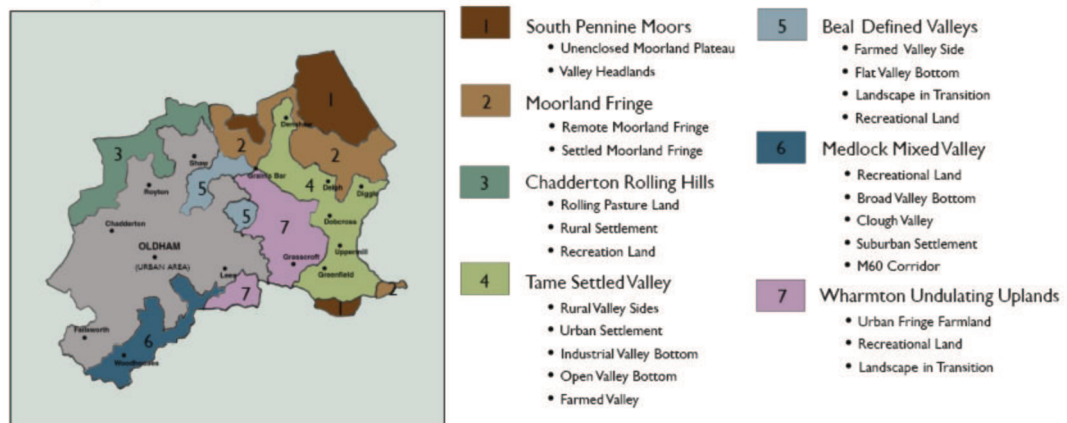 1
2
2
3
4
5
5
7
7
6
1
2
Denshaw
Shaw
Grain's Bar
Royton
Delph
Diggle
Chadderton
Dobcross
OLDHAM
(URBAN AREA)
Uppermill
Grasscroft
Lees
Greenfield
Failsworth
Woodhouses
1 South Pennine Moors
• Unenclosed Moorland Plateau
• Valley Headlands
2 Moorland Fringe
• Remote Moorland Fringe
• Settled Moorland Fringe
3 Chadderton Rolling Hills
• Rolling Pasture Land
• Rural Settlement
• Recreation Land
4 Tame Settled Valley
• Rural Valley Sides
• Urban Settlement
• Industrial Valley Bottom
• Open Valley Bottom
• Farmed Valley
5 Beal Defined Valleys
• Farmed Valley Side
• Flat Valley Bottom
• Landscape in Transition
• Recreational Land
6 Medlock Mixed Valley
• Recreational Land
• Broad Valley Bottom
• Clough Valley
• Suburban Settlement
• M60 Corridor
7 Wharmton Undulating Uplands
• Urban Fringe Farmland
• Recreational Land
• Landscape in Transition